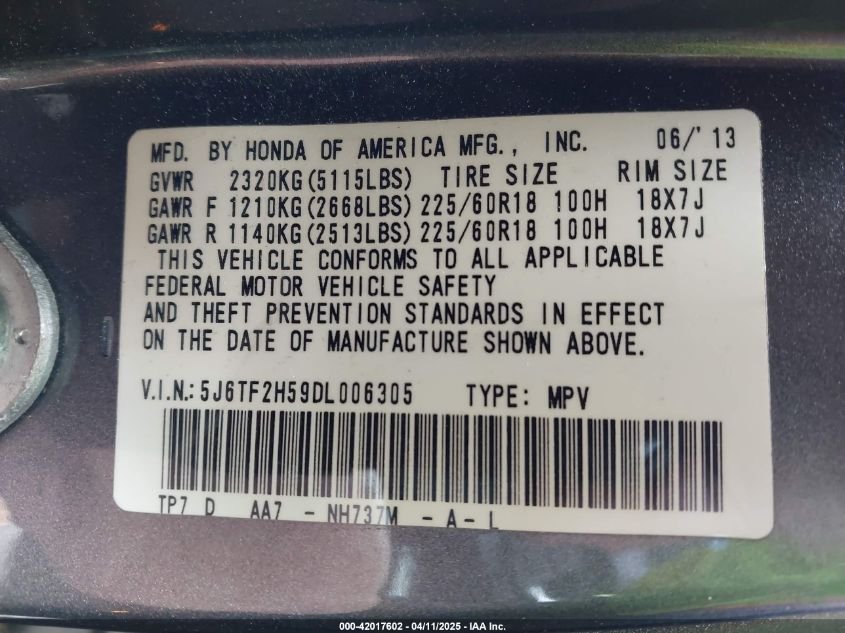 MFD. BY HONDA OF AMERICA MFG., INC. 06/'13
GVWR 2320KG(5115LBS) TIRE SIZE RIM SIZE
GAWR F 1210KG(2668LBS) 225/60R18 100H 18X7J
GAWR R 1140KG(2513LBS) 225/60R18 100H 18X7J
THIS VEHICLE CONFORMS TO ALL APPLICABLE
FEDERAL MOTOR VEHICLE SAFETY
AND THEFT PREVENTION STANDARDS IN EFFECT
ON THE DATE OF MANUFACTURE SHOWN ABOVE.
V.I.N.: 5J6TF2H59DL006305 TYPE: MPV
TP7 D AA7 - NH737M - A - L
000-42017602 - 04/11/2025 - IAA Inc.